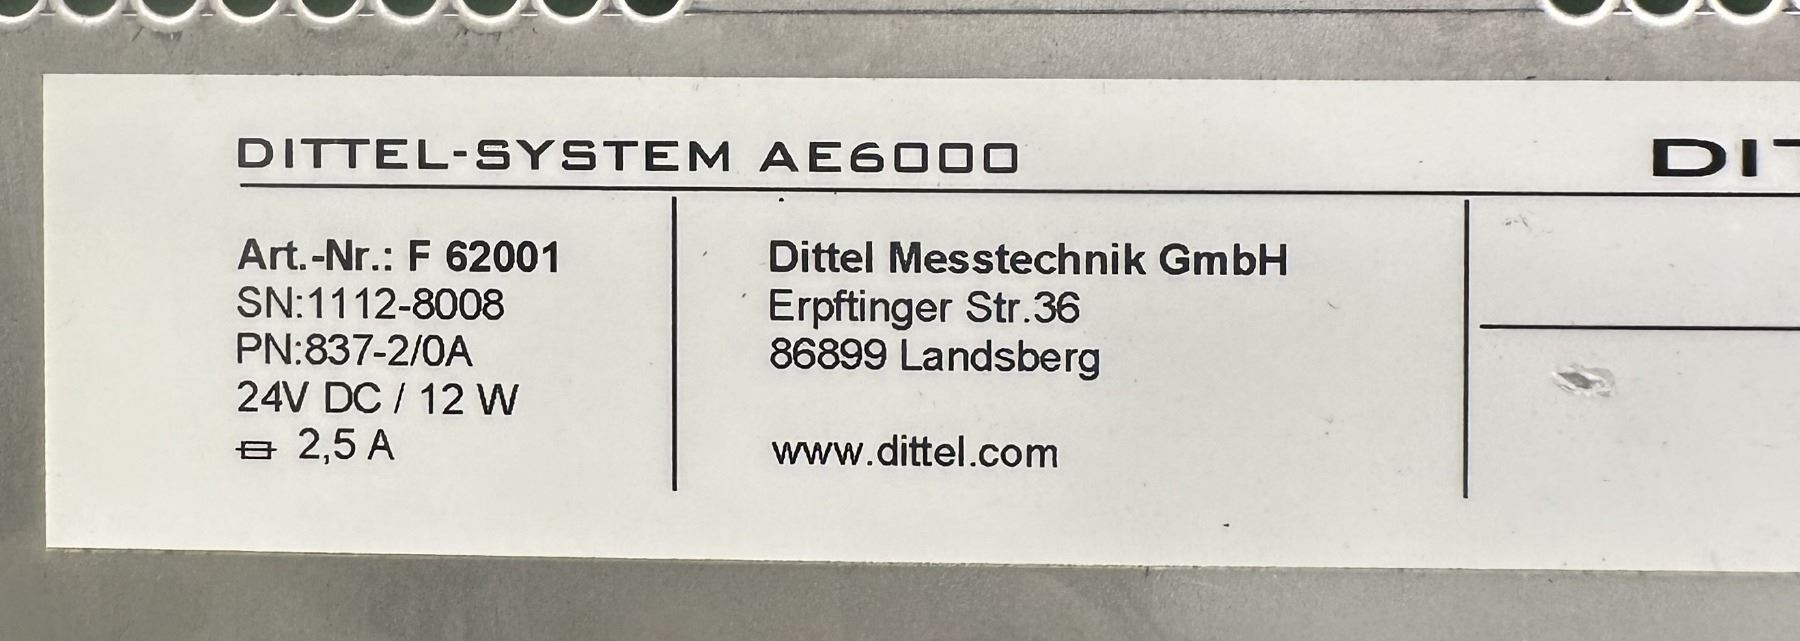 DITTEL-SYSTEM AE6000
Art.-Nr.: F 62001
SN:1112-8008
PN:837-2/0A
24V DC / 12 W
2,5 A
Dittel Messtechnik GmbH
Erpftinger Str.36
86899 Landsberg
www.dittel.com